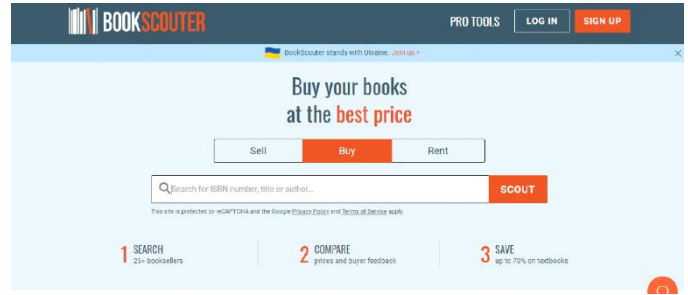 BOOKSCOUTER
PRO TOOLS
LOG IN
SIGN UP
BookScouter stands with Ukraine. Join us >
Buy your books
at the best price
Sell
Buy
Rent
Search for ISBN number, title or author...
SCOUT
This site is protected by reCAPTCHA and the Google Privacy Policy and Terms of Service apply.
1 SEARCH
25+ booksellers
2 COMPARE
prices and buyer feedback
3 SAVE
up to 70% on textbooks